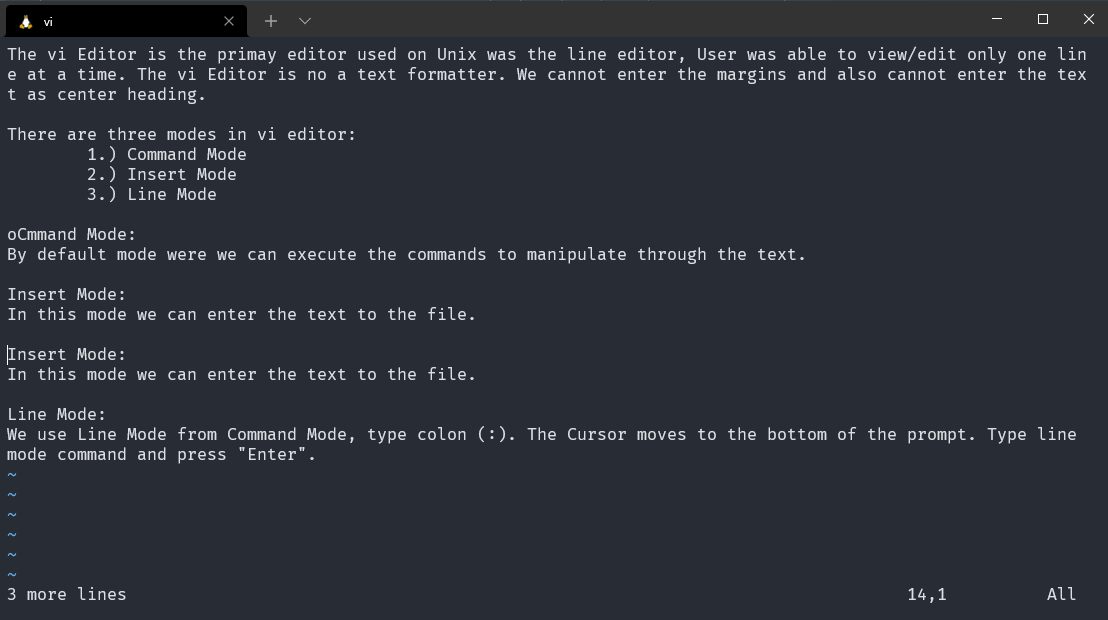 vi
The vi Editor is the primay editor used on Unix was the line editor, User was able to view/edit only one lin
e at a time. The vi Editor is no a text formatter. We cannot enter the margins and also cannot enter the tex
t as center heading.
There are three modes in vi editor:
1.) Command Mode
2.) Insert Mode
3.) Line Mode
oCmmand Mode:
By default mode were we can execute the commands to manipulate through the text.
Insert Mode:
In this mode we can enter the text to the file.
Insert Mode:
In this mode we can enter the text to the file.
Line Mode:
We use Line Mode from Command Mode, type colon (:). The Cursor moves to the bottom of the prompt. Type line
mode command and press "Enter".
~
~
~
~
~
~
3 more lines 14,1 All